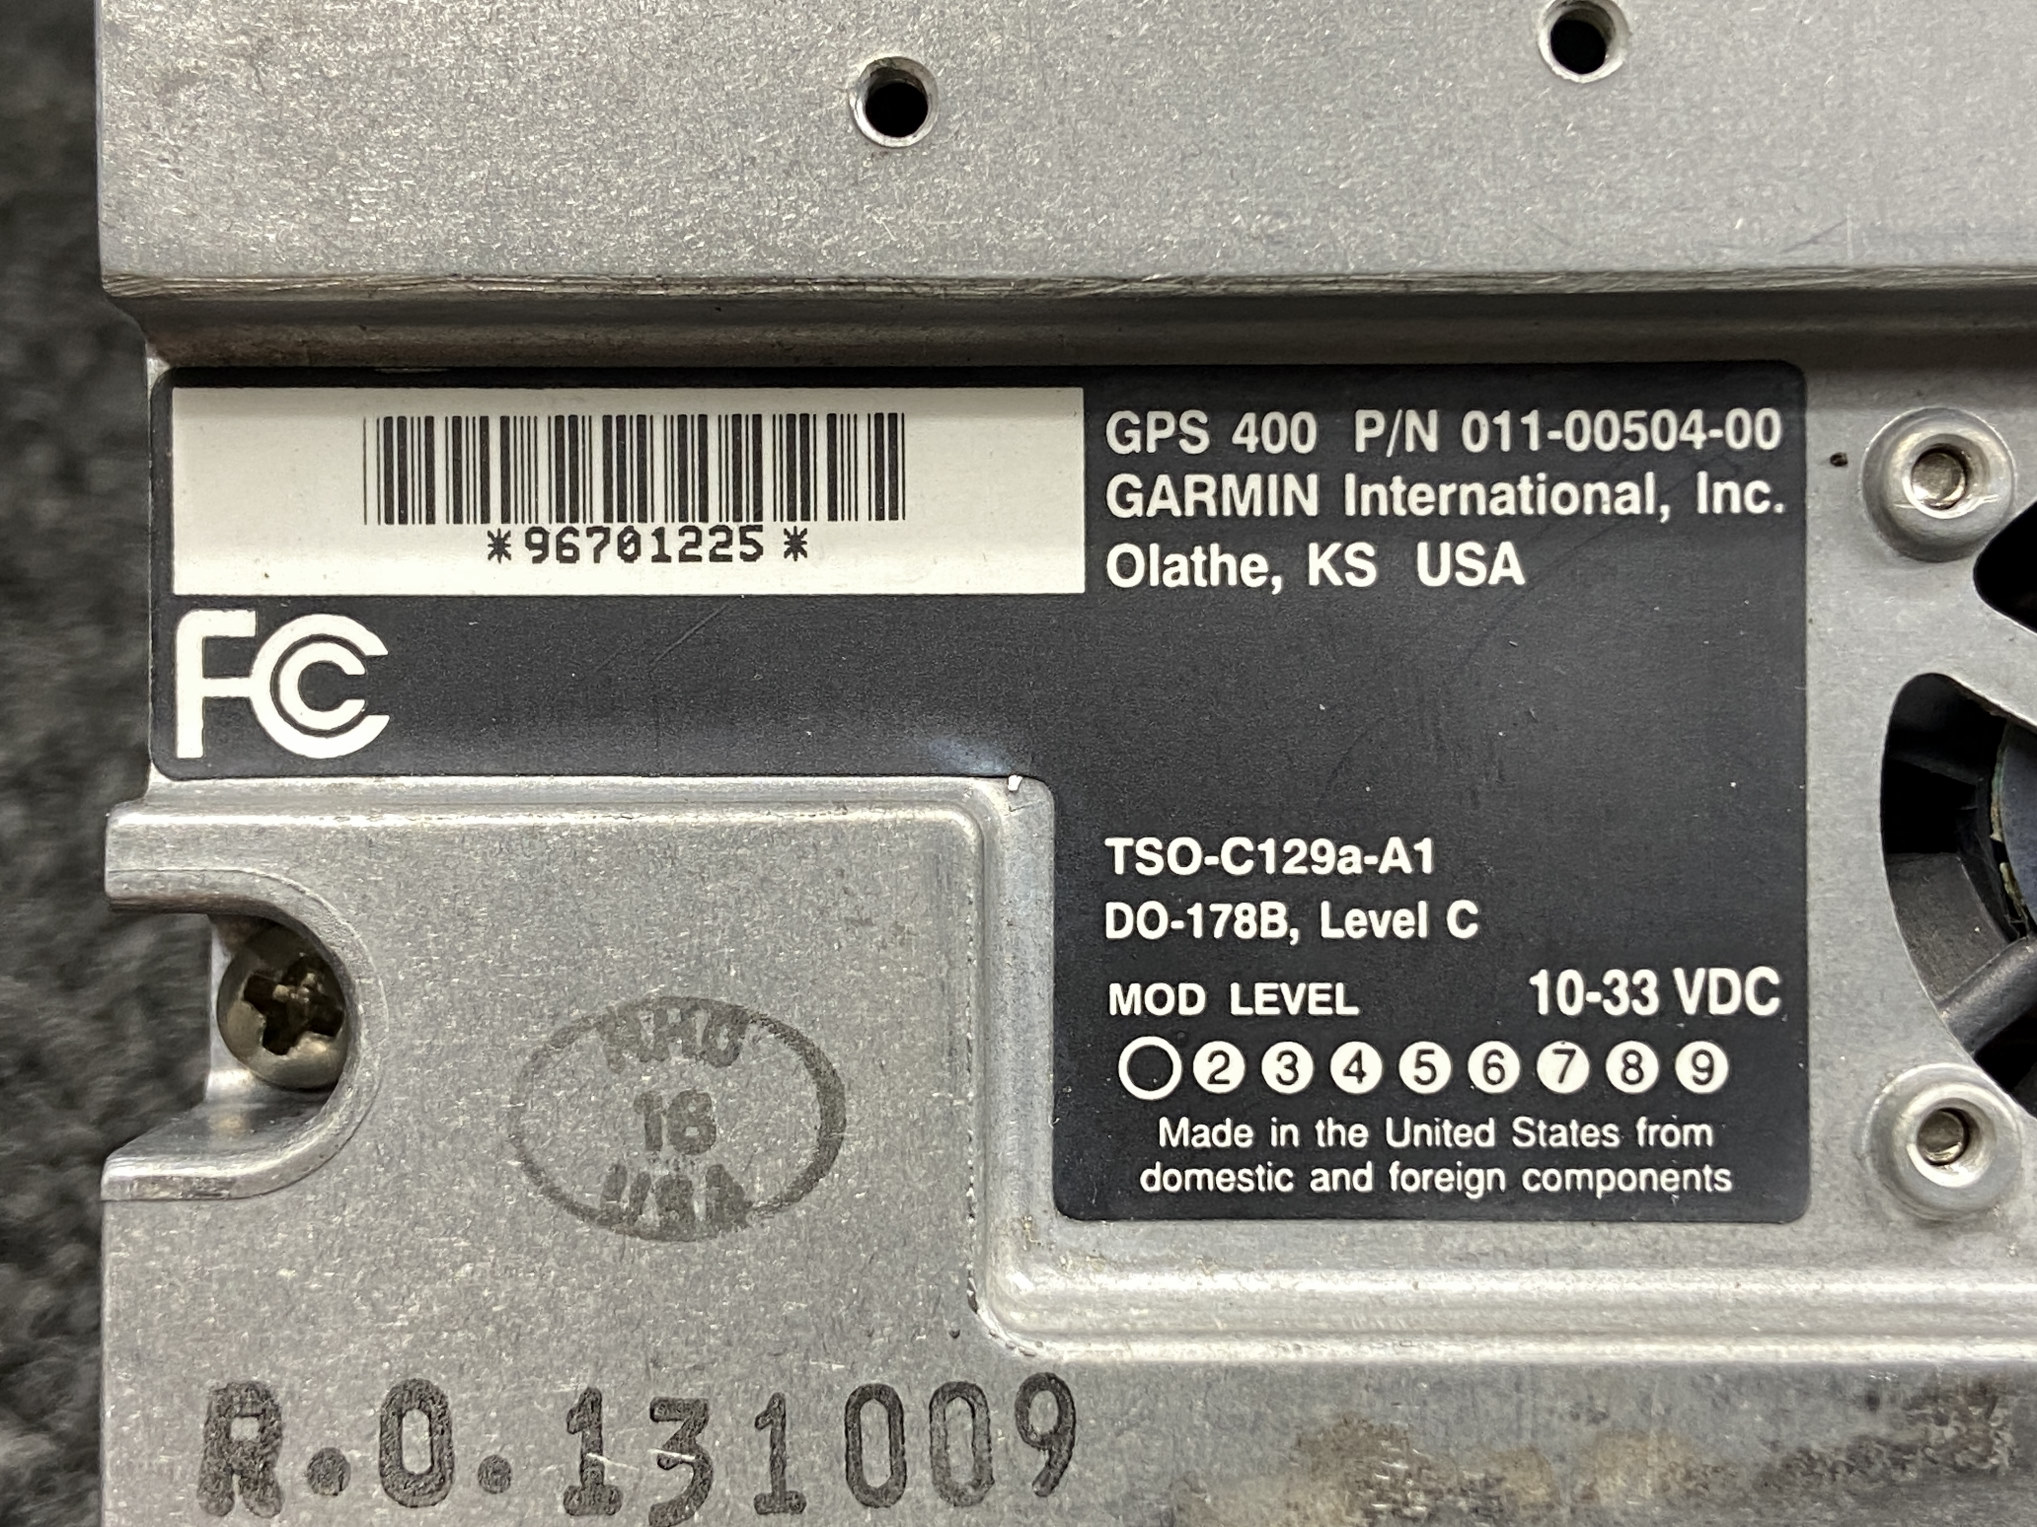 GPS 400 P/N 011-00504-00
GARMIN International, Inc.
Olathe, KS USA
*96701225*
FC
TSO-C129a-A1
DO-178B, Level C
MOD LEVEL 10-33 VDC
2 3 4 5 6 7 8 9
Made in the United States from
domestic and foreign components
16
USA
R.O.131009